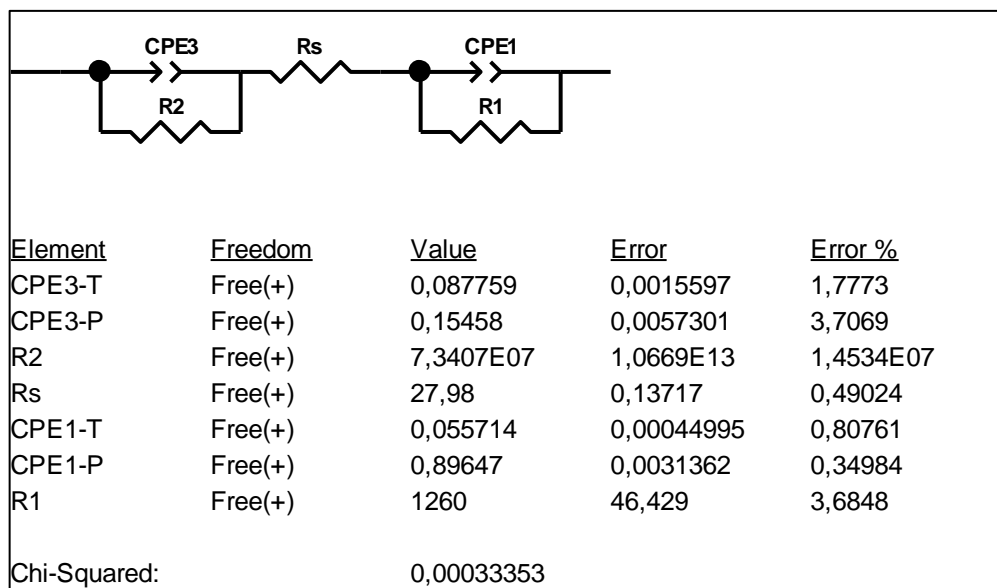 CPE3 Rs CPE1
R2 R1
Element Freedom Value Error Error %
CPE3-T Free(+) 0,087759 0,0015597 1,7773
CPE3-P Free(+) 0,15458 0,0057301 3,7069
R2 Free(+) 7,3407E07 1,0669E13 1,4534E07
Rs Free(+) 27,98 0,13717 0,49024
CPE1-T Free(+) 0,055714 0,00044995 0,80761
CPE1-P Free(+) 0,89647 0,0031362 0,34984
R1 Free(+) 1260 46,429 3,6848
Chi-Squared: 0,00033353